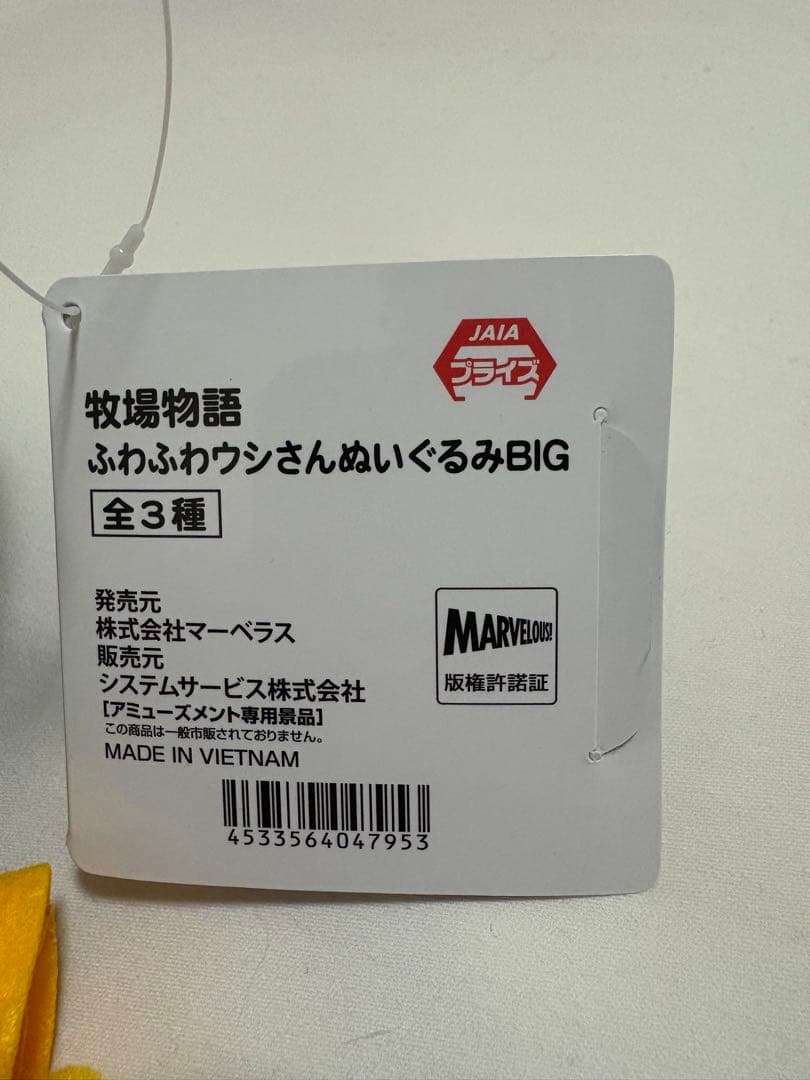 JAIA
プライズ
牧場物語
ふわふわウシさんぬいぐるみBIG
全3種
発売元
株式会社マーベラス
販売元
システムサービス株式会社
[アミューズメント専用景品]
この商品は一般市販されておりません。
MADE IN VIETNAM
MARVELOUS!
版権許諾証
4533564047953